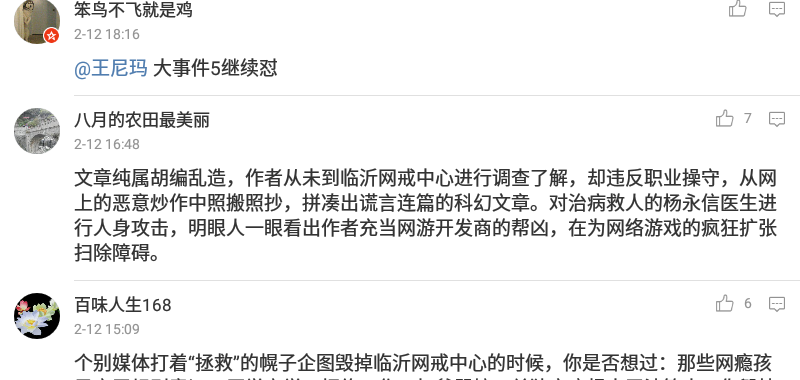 笨鸟不飞就是鸡
2-12 18:16
@王尼玛 大事件5继续怼
八月的农田最美丽
7
2-12 16:48
文章纯属胡编乱造，作者从未到临沂网戒中心进行调查了解，却违反职业操守，从网
上的恶意炒作中照搬照抄，拼凑出谎言连篇的科幻文章。对治病救人的杨永信医生进
行人身攻击，明眼人一眼看出作者充当网游开发商的帮凶，在为网络游戏的疯狂扩张
扫除障碍。
百味人生168
6
2-12 15:09
个别媒体打着“拯救”的幌子企图毁掉临沂网戒中心的时候，你是否想过：那些网瘾孩